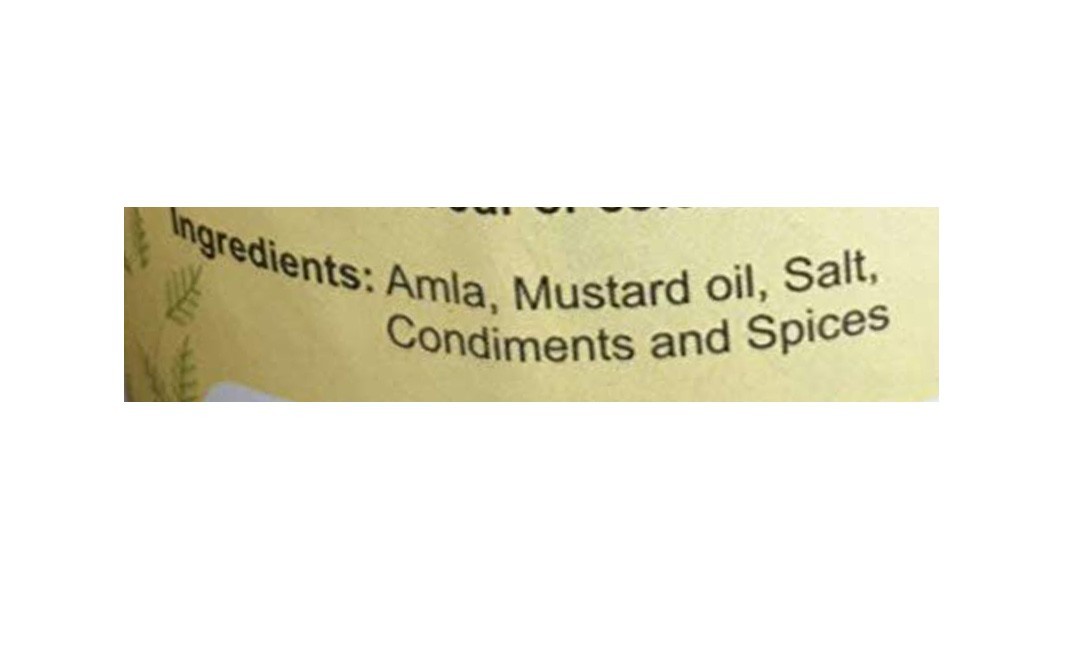 Ingredients: Amla, Mustard oil, Salt,
Condiments and Spices